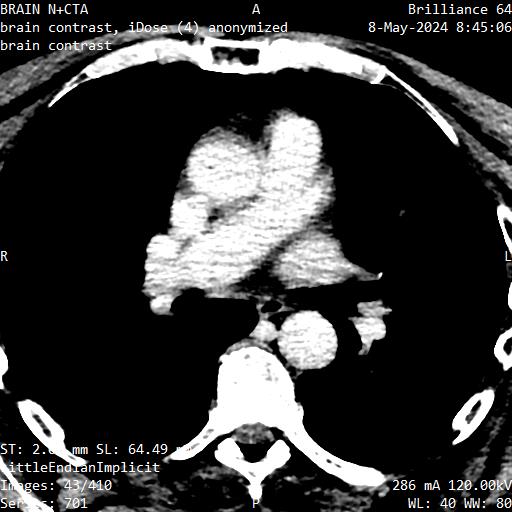 BRAIN N+CTA
A
Brilliance 64
brain contrast, iDose (4) anonymized
8-May-2024 8:45:06
brain contrast
R
L
ST: 2.0 mm SL: 64.49
LittleEndianImplicit
Images: 43/410
Series: 701
P
286 mA 120.00kV
WL: 40 WW: 80